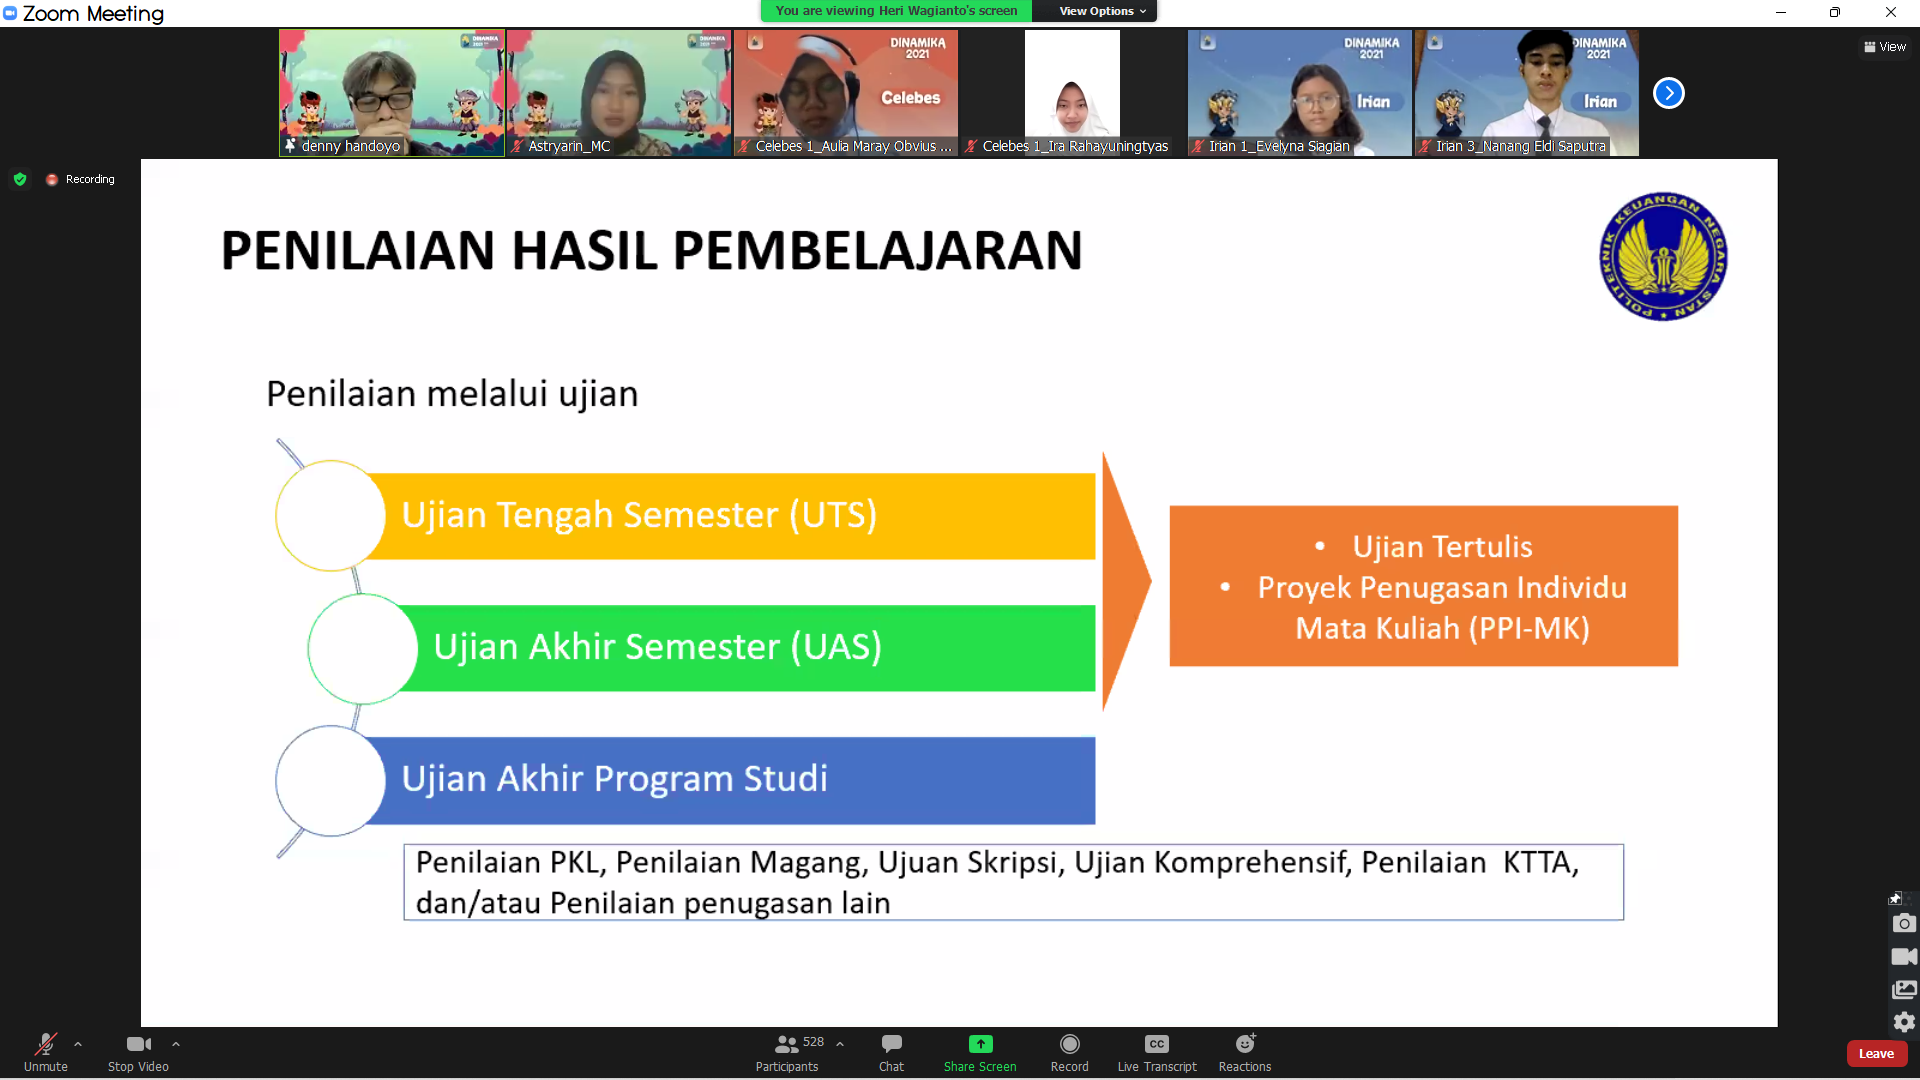 Zoom Meeting
You are viewing Heri Wagianto's screen
View Options
View
DINAMIKA
denny handoyo
DINAMIKA
Astryarin_MC
DINAMIKA
2021
Celebes
Celebes 1_Aulia Maray Obvius ...
Celebes 1_Ira Rahayuningtyas
DINAMIKA
2021
Irian
Irian 1_Evelyna Siagian
DINAMIKA
2021
Irian
Irian 3_Nanang Eldi Saputra
Recording
PENILAIAN HASIL PEMBELAJARAN
POLITEKNIK KEUANGAN NEGARA STAN
Penilaian melalui ujian
Ujian Tengah Semester (UTS)
Ujian Akhir Semester (UAS)
Ujian Akhir Program Studi
• Ujian Tertulis
• Proyek Penugasan Individu
Mata Kuliah (PPI-MK)
Penilaian PKL, Penilaian Magang, Ujuan Skripsi, Ujian Komprehensif, Penilaian KTTA,
dan/atau Penilaian penugasan lain
Unmute
Stop Video
528
Participants
Chat
Share Screen
Record
CC
Live Transcript
Reactions
Leave